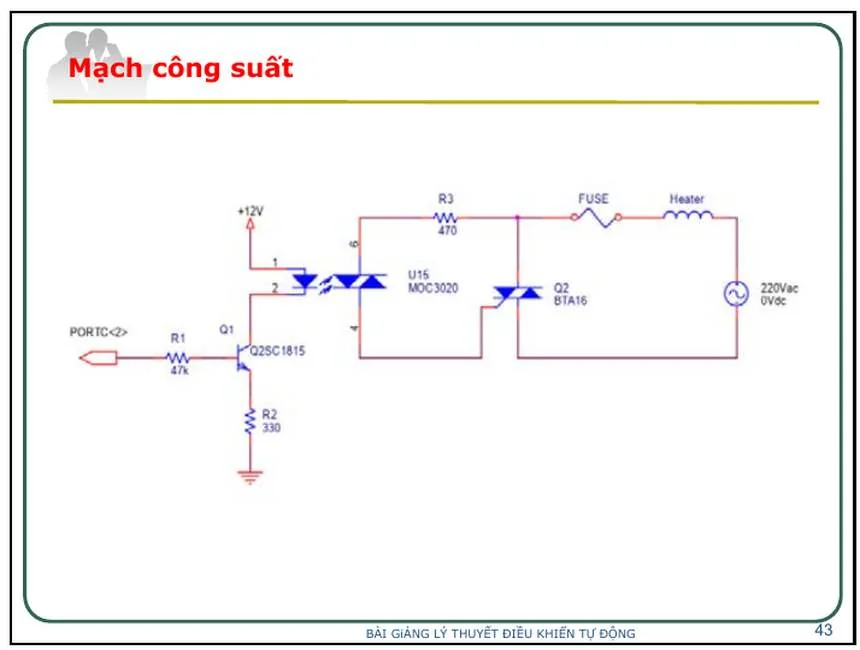 Mạch công suất
+12V
R3
470
FUSE
Heater
1
2
6
4
U15
MOC3020
Q2
BTA16
220Vac
0Vdc
PORTC<2>
R1
47k
Q1
Q2SC1815
R2
330
BÀI GiẢNG LÝ THUYẾT ĐIỀU KHIỂN TỰ ĐỘNG
43